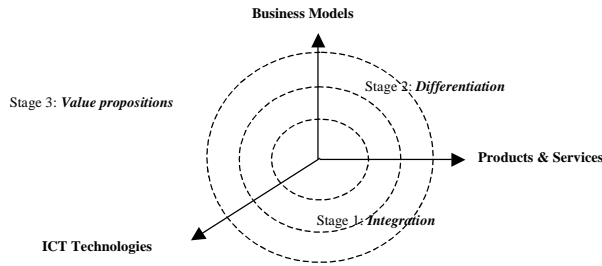 Business Models
Stage 2: Differentiation
Stage 3: Value propositions
Products & Services
Stage 1: Integration
ICT Technologies